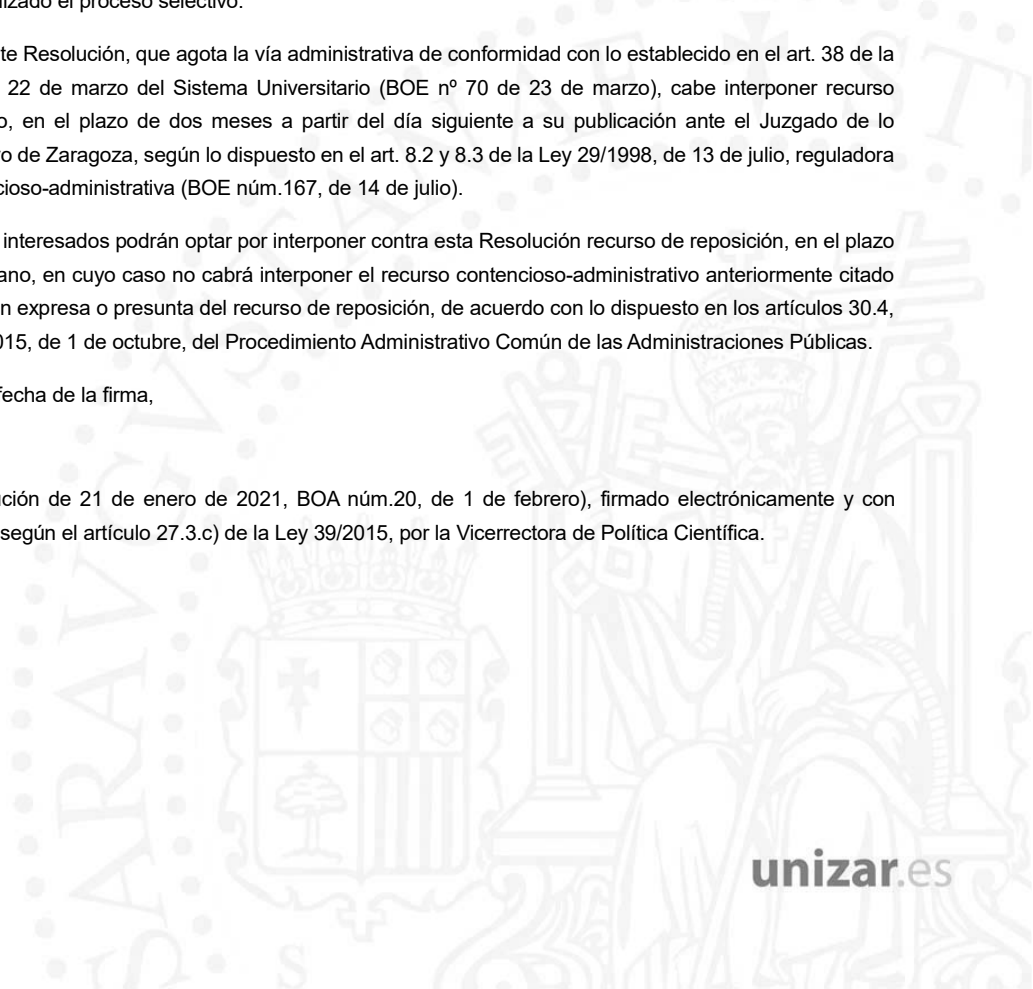 izado el proceso selectivo.
te Resolución, que agota la vía administrativa de conformidad con lo establecido en el art. 38 de la
22 de marzo del Sistema Universitario (BOE nº 70 de 23 de marzo), cabe interponer recurso
o, en el plazo de dos meses a partir del día siguiente a su publicación ante el Juzgado de lo
o de Zaragoza, según lo dispuesto en el art. 8.2 y 8.3 de la Ley 29/1998, de 13 de julio, reguladora
cioso-administrativa (BOE núm.167, de 14 de julio).
interesados podrán optar por interponer contra esta Resolución recurso de reposición, en el plazo
ano, en cuyo caso no cabrá interponer el recurso contencioso-administrativo anteriormente citado
n expresa o presunta del recurso de reposición, de acuerdo con lo dispuesto en los artículos 30.4,
015, de 1 de octubre, del Procedimiento Administrativo Común de las Administraciones Públicas.
fecha de la firma,
ución de 21 de enero de 2021, BOA núm.20, de 1 de febrero), firmado electrónicamente y con
según el artículo 27.3.c) de la Ley 39/2015, por la Vicerrectora de Política Científica.
unizar.es